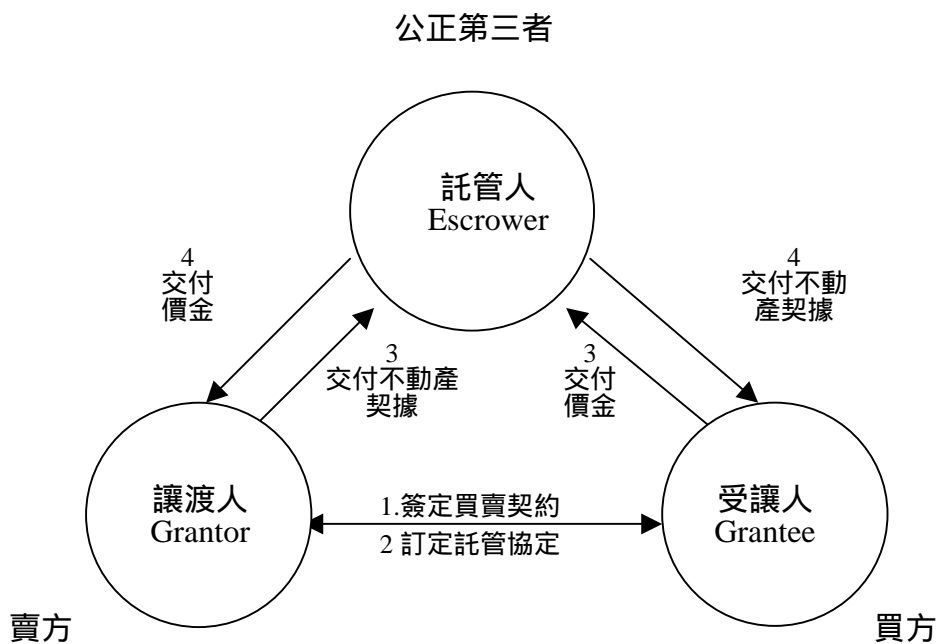 公正第三者
託管人
Escrower
4
交付
價金
4
交付不動
產契據
3
交付不動產
契據
3
交付
價金
讓渡人
Grantor
1.簽定買賣契約
2 訂定託管協定
受讓人
Grantee
賣方
買方